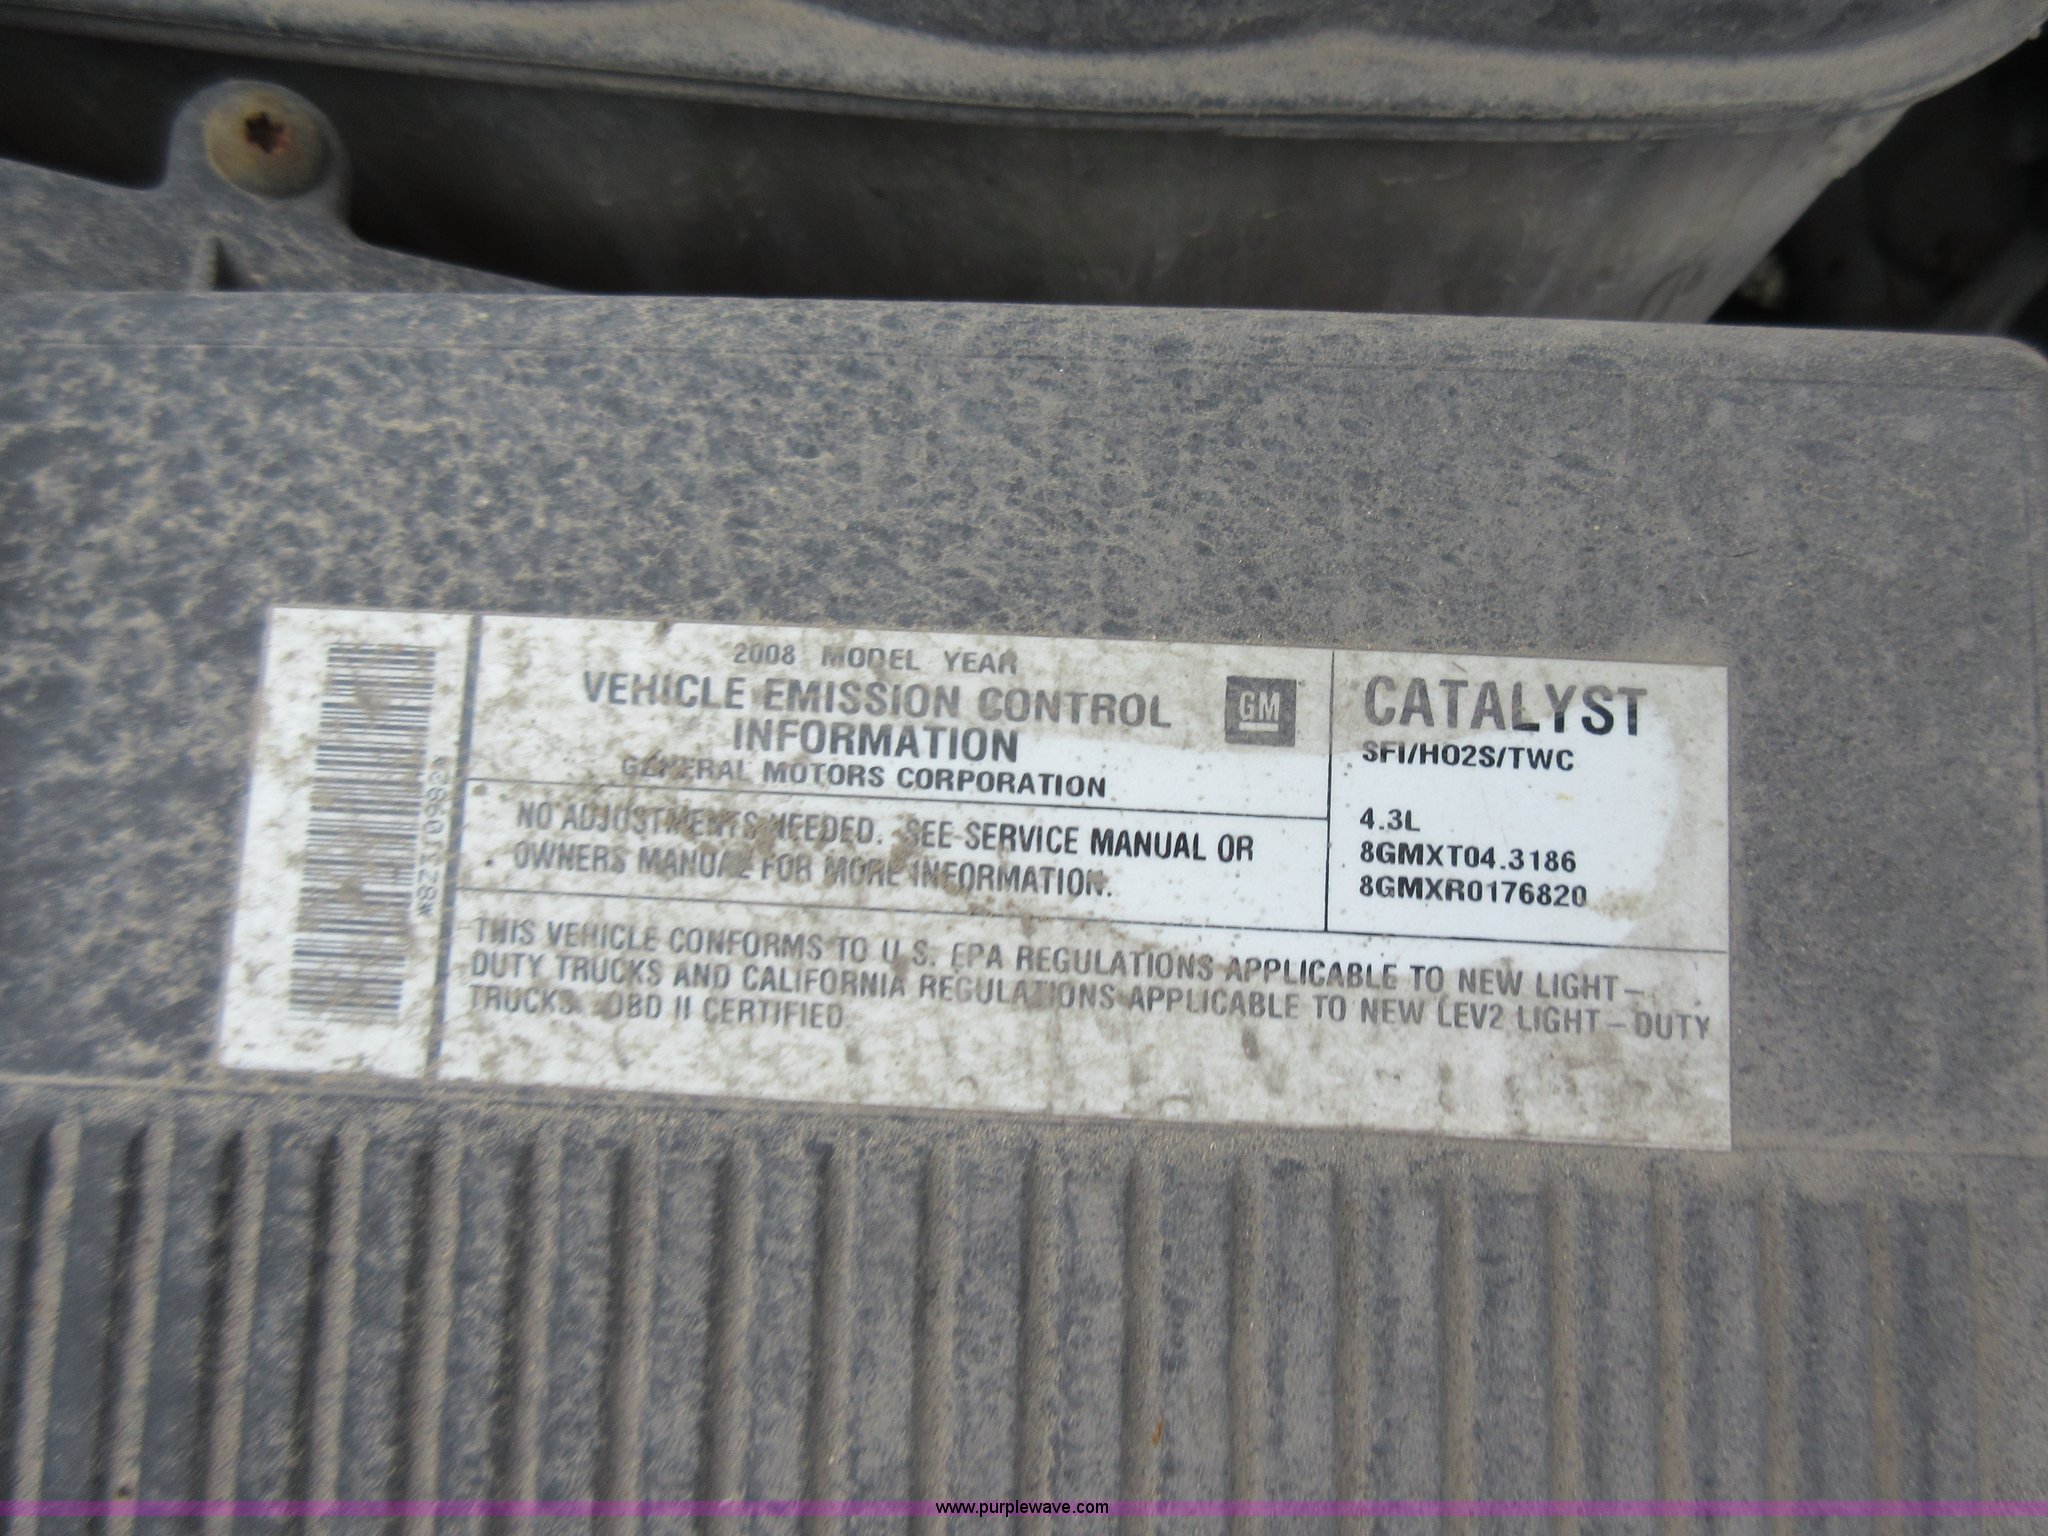 2008 MODEL YEAR
VEHICLE EMISSION CONTROL
INFORMATION
GENERAL MOTORS CORPORATION
GM
NO ADJUSTMENTS NEEDED. SEE SERVICE MANUAL OR
OWNERS MANUAL FOR MORE INFORMATION.
CATALYST
SFI/HO2S/TWC
4.3L
8GMXT04.3186
8GMXR0176820
THIS VEHICLE CONFORMS TO U.S. EPA REGULATIONS APPLICABLE TO NEW LIGHT-
DUTY TRUCKS AND CALIFORNIA REGULATIONS APPLICABLE TO NEW LEV2 LIGHT-DUTY
TRUCKS. OBD II CERTIFIED.
*82310982*
www.purplewave.com